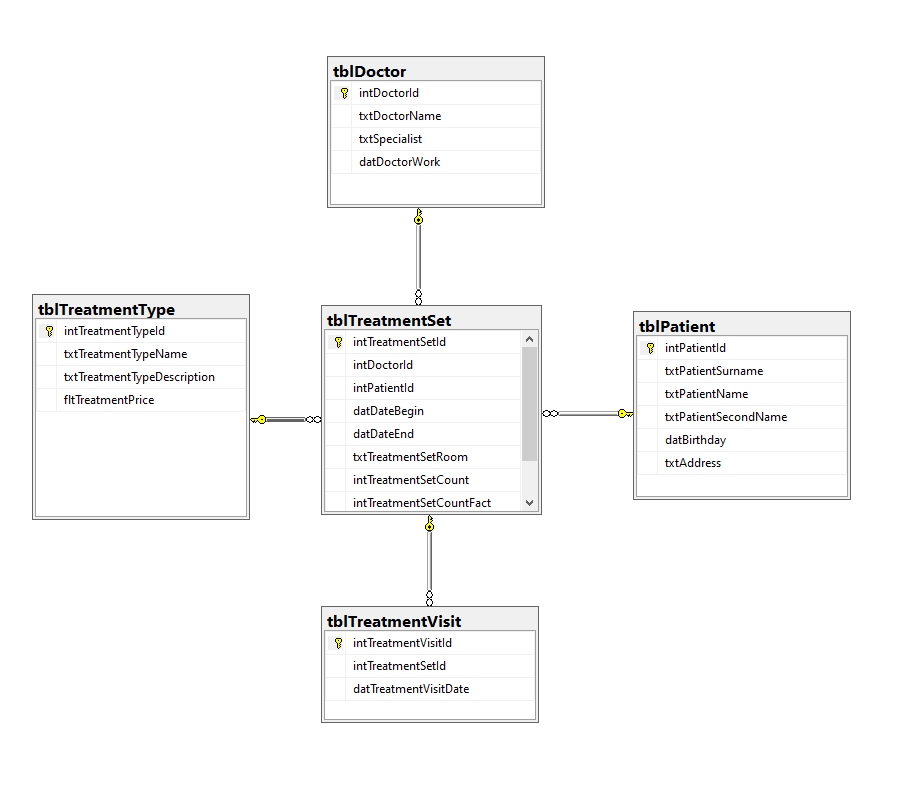 tblDoctor
intDoctorId
txtDoctorName
txtSpecialist
datDoctorWork
tblTreatmentType
intTreatmentTypeId
txtTreatmentTypeName
txtTreatmentTypeDescription
fltTreatmentPrice
tblTreatmentSet
intTreatmentSetId
intDoctorId
intPatientId
datDateBegin
datDateEnd
txtTreatmentSetRoom
intTreatmentSetCount
intTreatmentSetCountFact
tblPatient
intPatientId
txtPatientSurname
txtPatientName
txtPatientSecondName
datBirthday
txtAddress
tblTreatmentVisit
intTreatmentVisitId
intTreatmentSetId
datTreatmentVisitDate